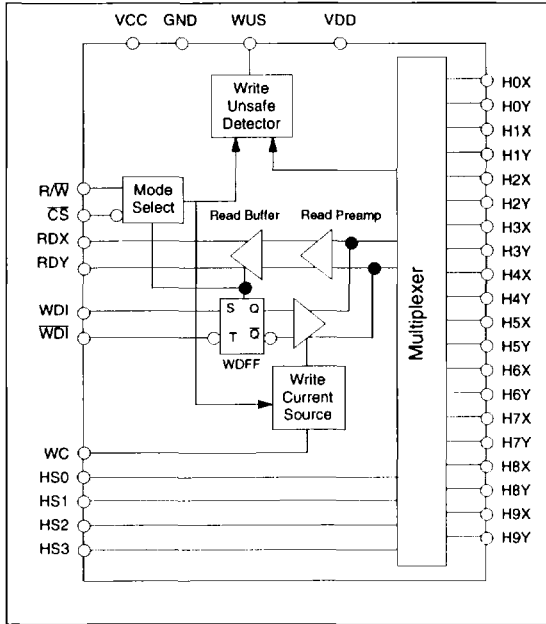 VCC GND WUS VDD
Write
Unsafe
Detector
R/W̅
C̅S̅
RDX
RDY
WDI
W̅D̅I̅
WC
HS0
HS1
HS2
HS3
Mode
Select
Read Buffer
Read Preamp
S Q
T Q̅
WDFF
Write
Current
Source
Multiplexer
H0X
H0Y
H1X
H1Y
H2X
H2Y
H3X
H3Y
H4X
H4Y
H5X
H5Y
H6X
H6Y
H7X
H7Y
H8X
H8Y
H9X
H9Y